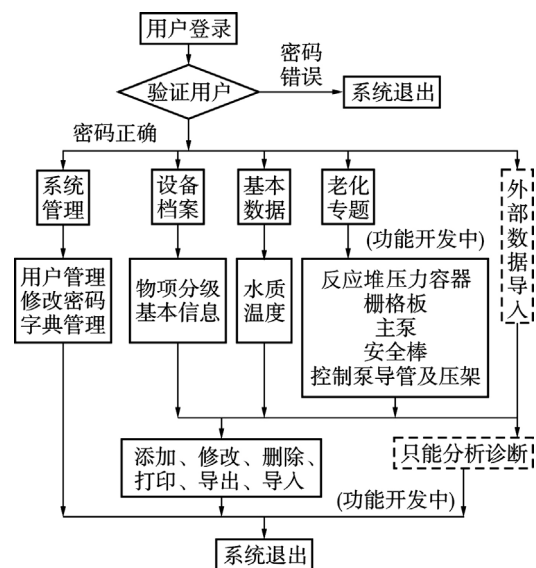 用户登录
密码
错误
验证用户
系统退出
密码正确
系统
管理
设备
档案
基本
数据
老化
专题
外部数据导入
(功能开发中)
用户管理
修改密码
字典管理
物项分级
基本信息
水质
温度
反应堆压力容器
栅格板
主泵
安全棒
控制泵导管及压架
添加、修改、删除、
打印、导出、导入
只能分析诊断
(功能开发中)
系统退出